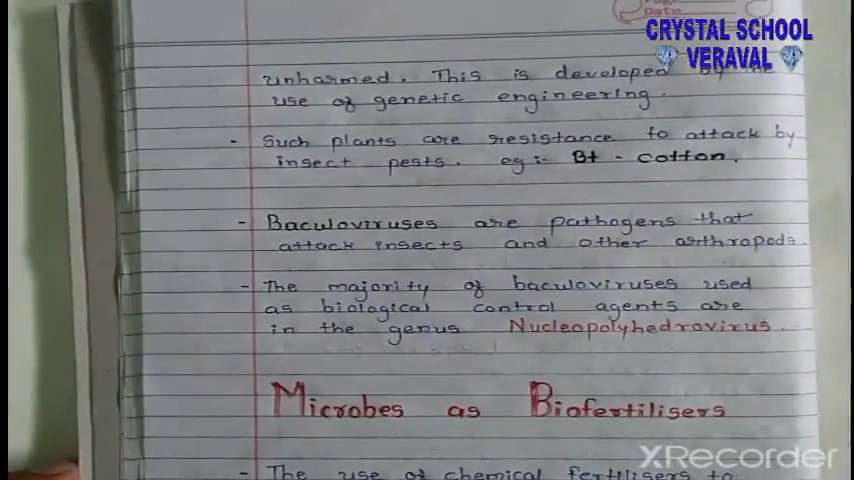 Date
CRYSTAL SCHOOL
VERAVAL
unharmed. This is developed by
use of genetic engineering.
- Such plants are resistance to attack by
insect pests. eg :- Bt - cotton.
- Baculoviruses are pathogens that
attack insects and other arthropods.
- The majority of baculoviruses used
as biological control agents are
in the genus Nucleopolyhedrovirus.
Microbes as Biofertilisers
- The use of chemical fertilisers to
XRecorder